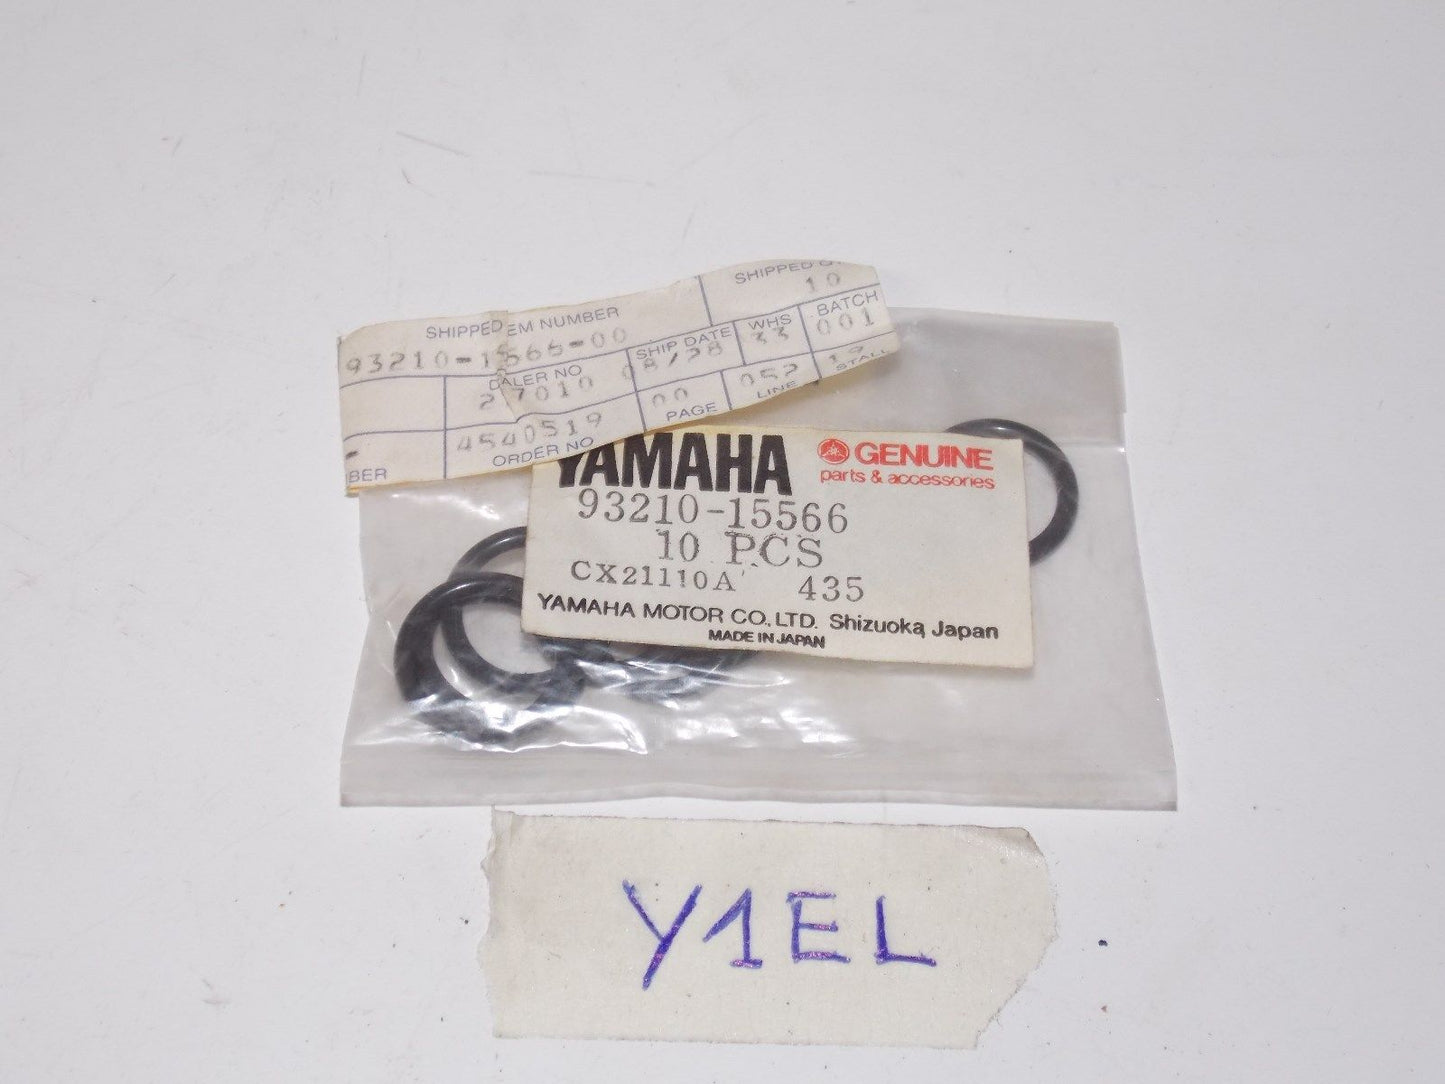 SHIPPED EM NUMBER
SHIPPED
93210-1566-00
10
DALER NO
SHIP DATE
WHS
BATCH
27010
08/28
33
001
4540519
00
052
19
BER
ORDER NO
PAGE
LINE
STALL
YAMAHA
GENUINE
parts & accessories
93210-15566
10 PCS
CX21110A 435
YAMAHA MOTOR CO., LTD. Shizuoka, Japan
MADE IN JAPAN
Y1EL